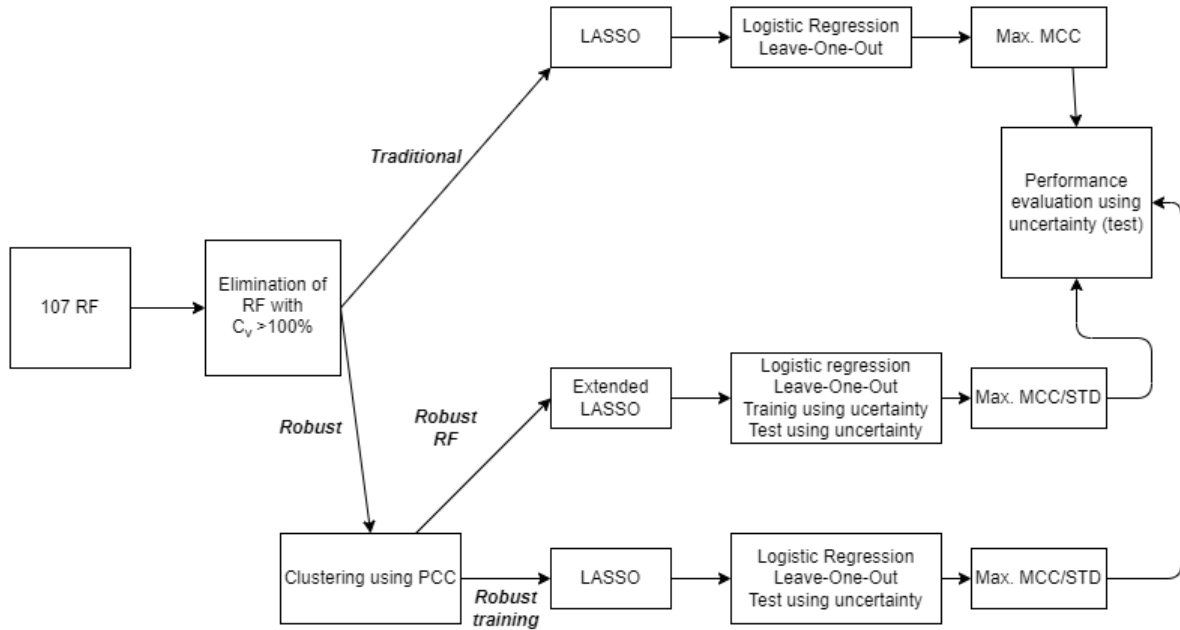 LASSO
Logistic Regression
Leave-One-Out
Max. MCC
Traditional
Performance
evaluation using
uncertainty (test)
107 RF
Elimination of
RF with
Cv >100%
Robust
Robust
RF
Extended
LASSO
Logistic regression
Leave-One-Out
Trainig using ucertainty
Test using uncertainty
Max. MCC/STD
Clustering using PCC
Robust
training
LASSO
Logistic Regression
Leave-One-Out
Test using uncertainty
Max. MCC/STD